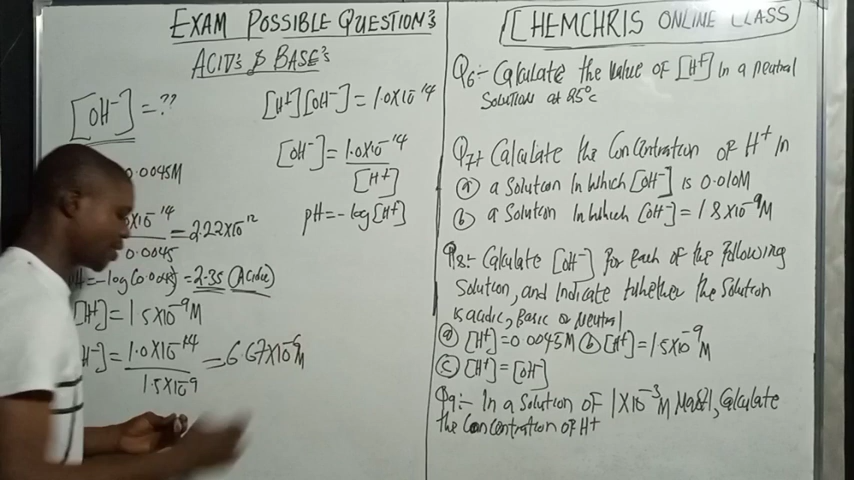 EXAM POSSIBLE QUESTION'S
ACID'S & BASE'S
[OH⁻] = ??
[H⁺][OH⁻] = 1.0X10⁻¹⁴
0.0045M
[OH⁻] = 1.0X10⁻¹⁴
[H⁺]
pH = -log[H⁺]
X10⁻¹⁴ = 2.22X10⁻¹²
0.0045
= -log(0.0045) = 2.35 (Acidic)
[H⁺] = 1.5X10⁻⁹M
⁻] = 1.0X10⁻¹⁴ = 6.67X10⁻⁶M
1.5X10⁻⁹
CHEMCHRIS ONLINE CLASS
Q6:- Calculate the value of [H⁺] in a neutral
Solution at 25°c
Q7:- Calculate the Concentration of H⁺ in
(a) a Solution in which [OH⁻] is 0.010M
(b) a Solution in which [OH⁻] = 1.8X10⁻⁹M
Q8:- Calculate [OH⁻] for each of the following
Solution, and indicate whether the Solution
is acidic, Basic or Neutral
(a) [H⁺] = 0.0045M (b) [H⁺] = 1.5X10⁻⁹M
(c) [H⁺] = [OH⁻]
Q9:- In a Solution of 1X10⁻³M, Calculate
the Concentration of H⁺